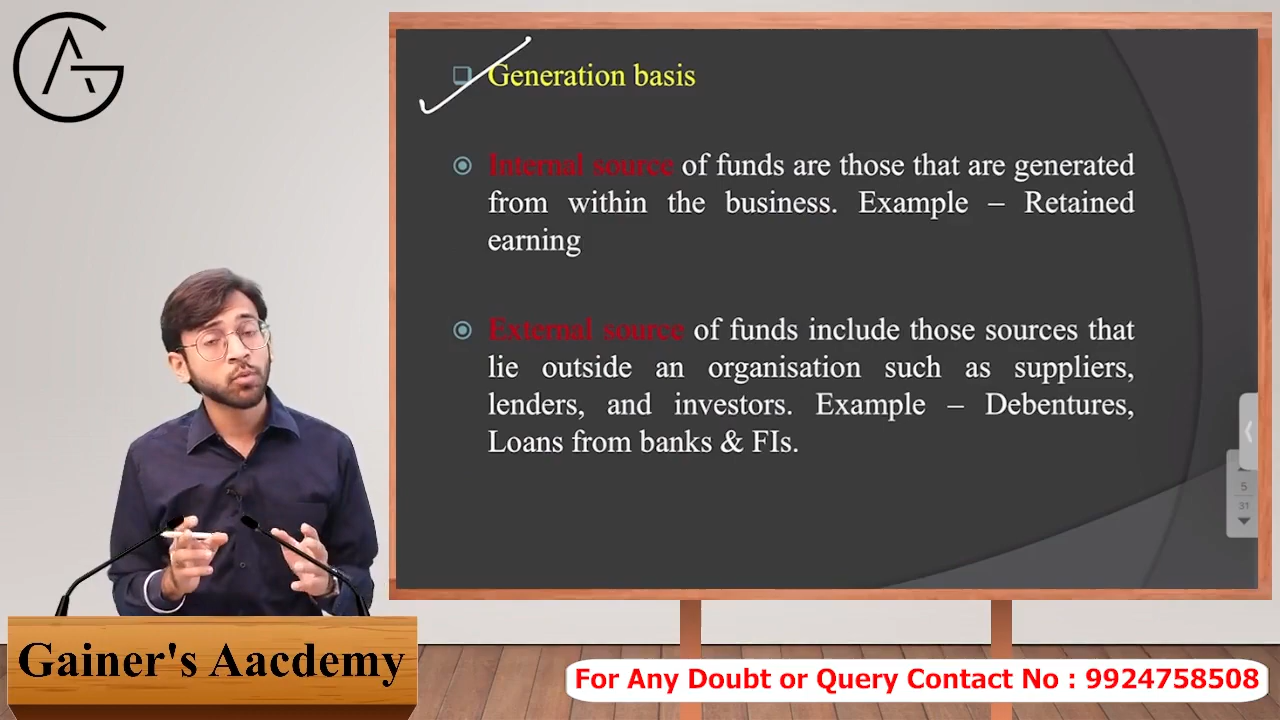 Generation basis
Internal source of funds are those that are generated
from within the business. Example – Retained
earning
External source of funds include those sources that
lie outside an organisation such as suppliers,
lenders, and investors. Example – Debentures,
Loans from banks & FIs.
5
31
Gainer's Aacdemy
For Any Doubt or Query Contact No : 9924758508